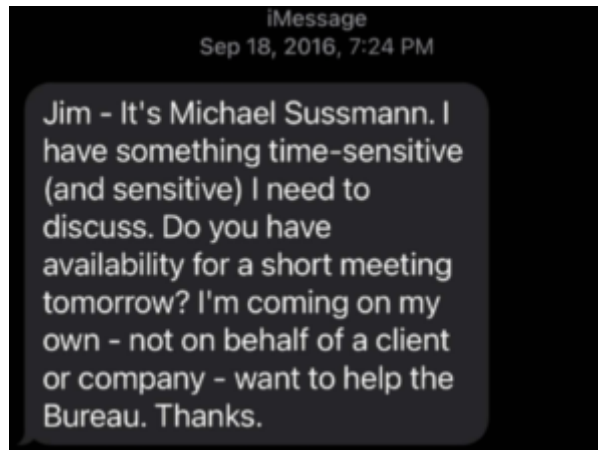 iMessage
Sep 18, 2016, 7:24 PM
Jim - It's Michael Sussmann. I
have something time-sensitive
(and sensitive) I need to
discuss. Do you have
availability for a short meeting
tomorrow? I'm coming on my
own - not on behalf of a client
or company - want to help the
Bureau. Thanks.